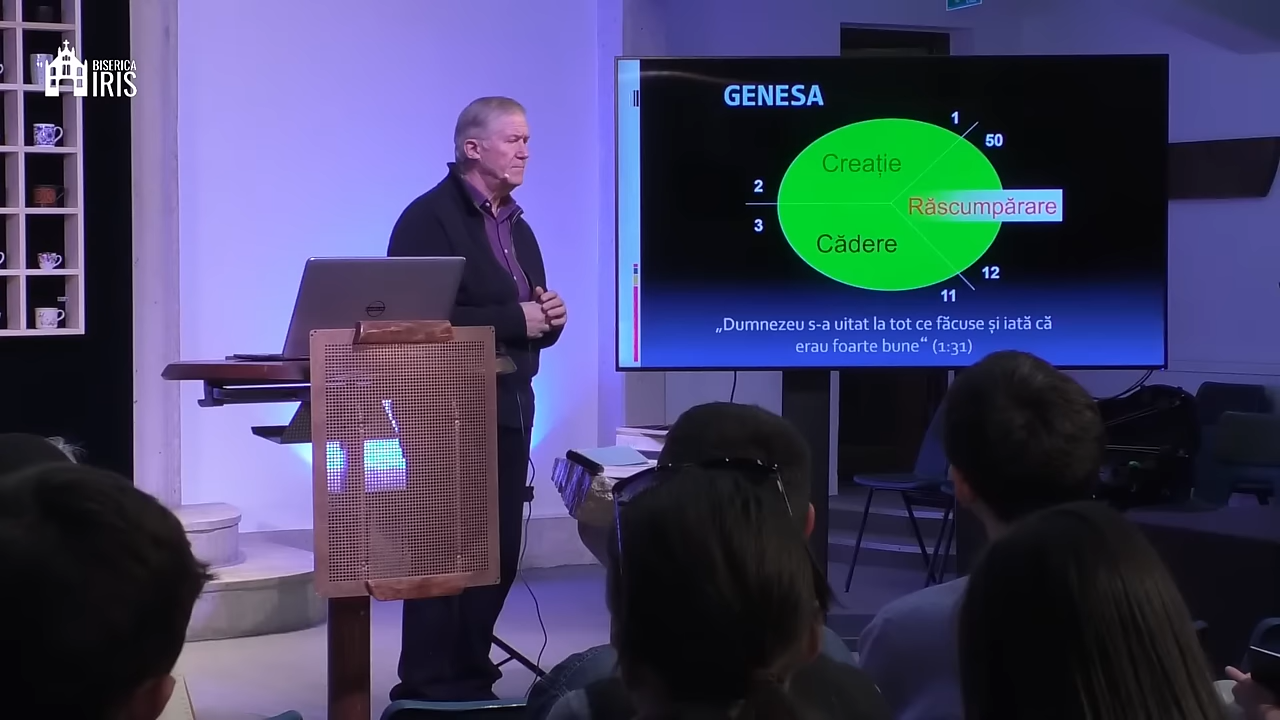 BISERICA
IRIS
GENESA
1
50
Creație
2
Răscumpărare
3
Cădere
12
11
„Dumnezeu s-a uitat la tot ce făcuse și iată că
erau foarte bune“ (1:31)